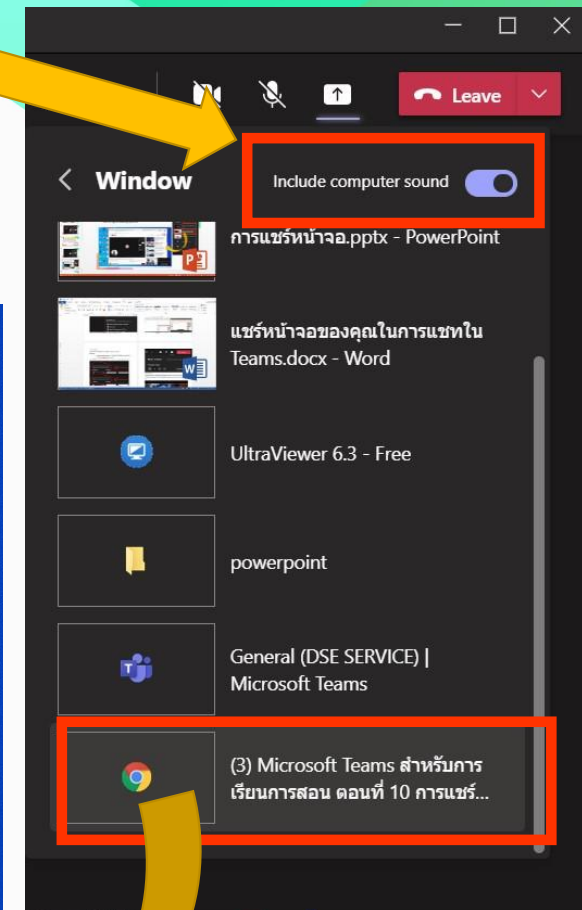 Leave
Window
Include computer sound
การแชร์หน้าจอ.pptx - PowerPoint
แชร์หน้าจอของคุณในการแชทใน
Teams.docx - Word
UltraViewer 6.3 - Free
powerpoint
General (DSE SERVICE) |
Microsoft Teams
(3) Microsoft Teams สำหรับการ
เรียนการสอน ตอนที่ 10 การแชร์...